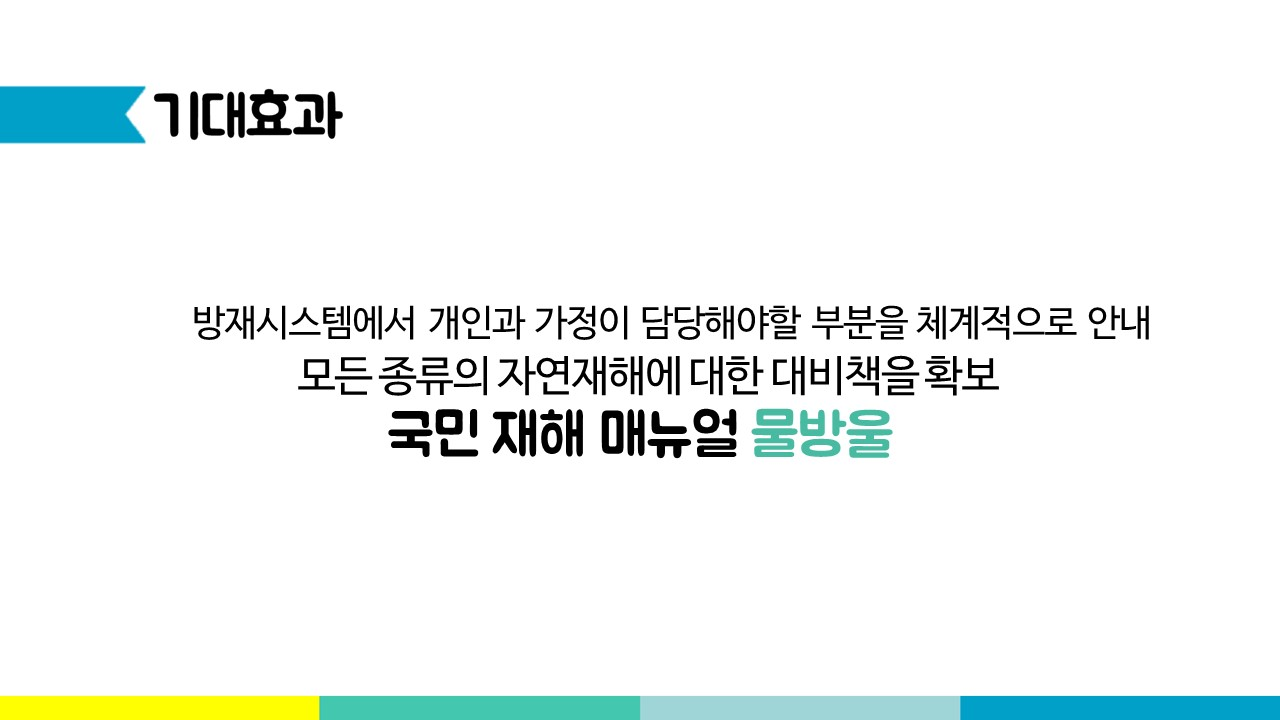 기대효과
방재시스템에서 개인과 가정이 담당해야할 부분을 체계적으로 안내
모든 종류의 자연재해에 대한 대비책을 확보
국민 재해 매뉴얼 물방울